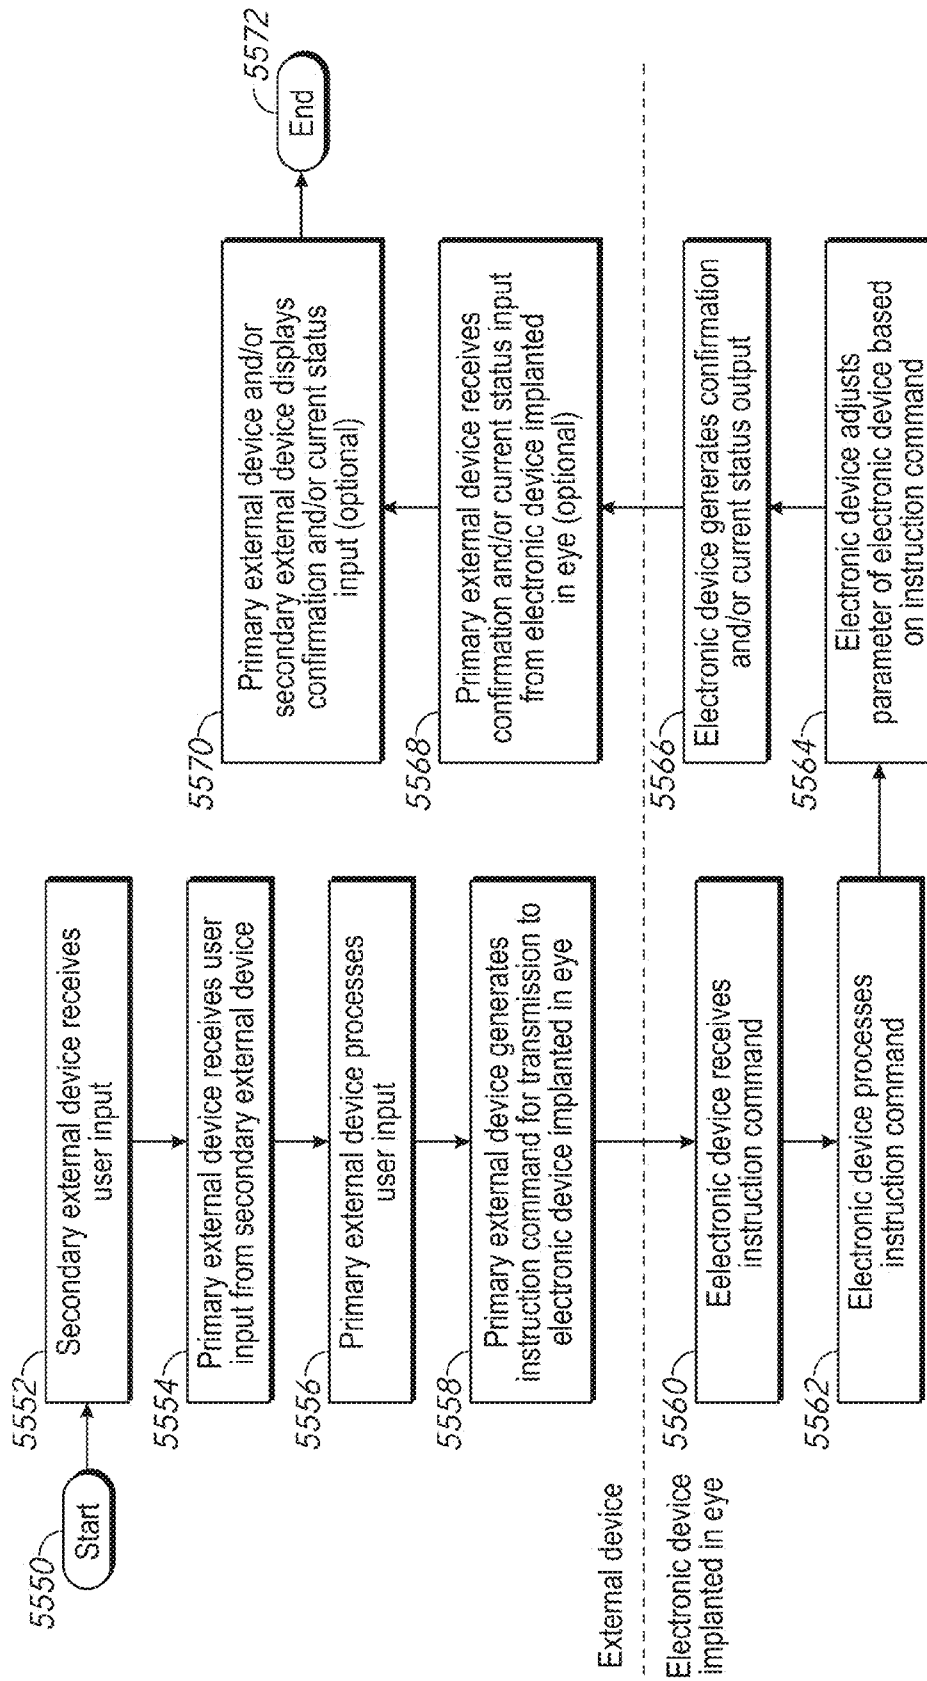 5550
Start
5552
Secondary external device receives
user input
5554
Primary external device receives user
input from secondary external device
5556
Primary external device processes
user input
5558
Primary external device generates
instruction command for transmission to
electronic device implanted in eye
External device
Electronic device
implanted in eye
5560
Eelectronic device receives
instruction command
5562
Electronic device processes
instruction command
5564
Electronic device adjusts
parameter of electronic device based
on instruction command
5566
Electronic device generates confirmation
and/or current status output
5568
Primary external device receives
confirmation and/or current status input
from electronic device implanted
in eye (optional)
5570
Primary external device and/or
secondary external device displays
confirmation and/or current status
input (optional)
5572
End